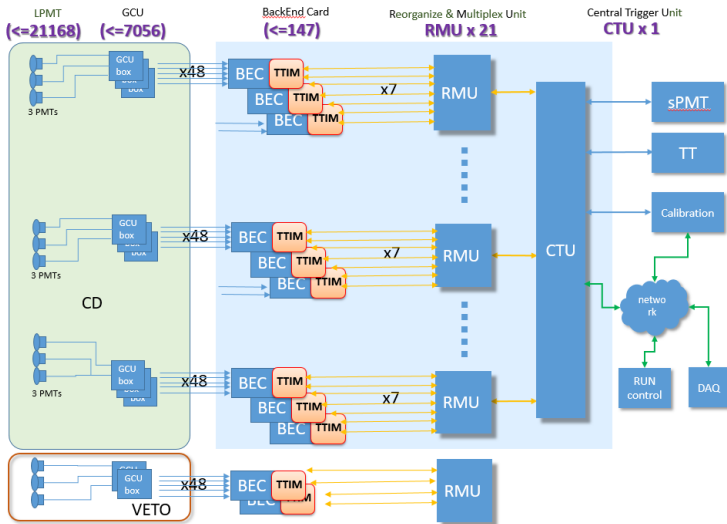 LPMT
(<=21168)
GCU
(<=7056)
BackEnd Card
(<=147)
Reorganize & Multiplex Unit
RMU x 21
Central Trigger Unit
CTU x 1
GCU
box
3 PMTs
x48
BEC
TTIM
BEC
TTIM
BEC
TTIM
x7
RMU
sPMT
TT
GCU
box
3 PMTs
x48
BEC
TTIM
BEC
TTIM
BEC
TTIM
x7
RMU
CTU
Calibration
CD
netwo
rk
GCU
box
3 PMTs
x48
BEC
TTIM
BEC
TTIM
BEC
TTIM
x7
RMU
RUN
control
DAQ
GCU
GCU
box
VETO
x48
BEC
TTIM
BEC
TIM
RMU